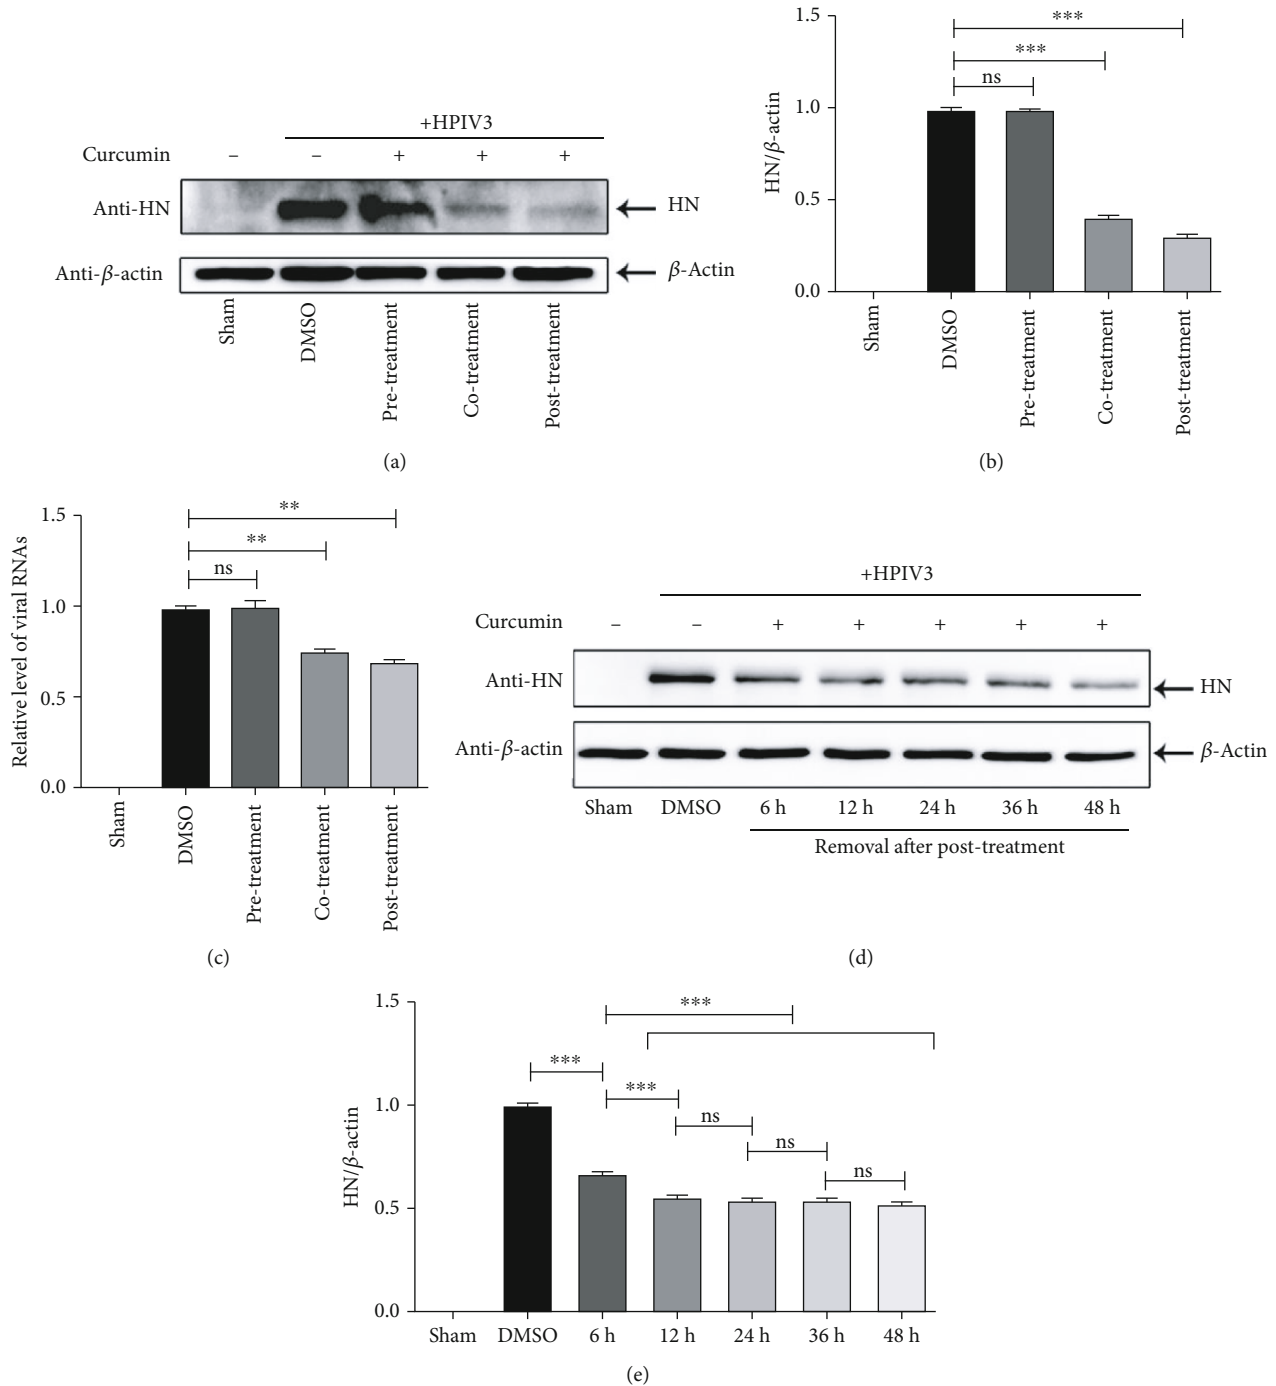 +HPIV3
Curcumin – – + + +
Anti-HN HN
Anti-β-actin β-Actin
Sham DMSO Pre-treatment Co-treatment Post-treatment
(a)
1.5
1.0
0.5
0.0
HN/β-actin
***
***
ns
Sham DMSO Pre-treatment Co-treatment Post-treatment
(b)
1.5
1.0
0.5
0.0
Relative level of viral RNAs
**
**
ns
Sham DMSO Pre-treatment Co-treatment Post-treatment
(c)
+HPIV3
Curcumin – – + + + + +
Anti-HN HN
Anti-β-actin β-Actin
Sham DMSO 6 h 12 h 24 h 36 h 48 h
Removal after post-treatment
(d)
1.5
1.0
0.5
0.0
HN/β-actin
***
***
***
ns
ns
ns
Sham DMSO 6 h 12 h 24 h 36 h 48 h
(e)